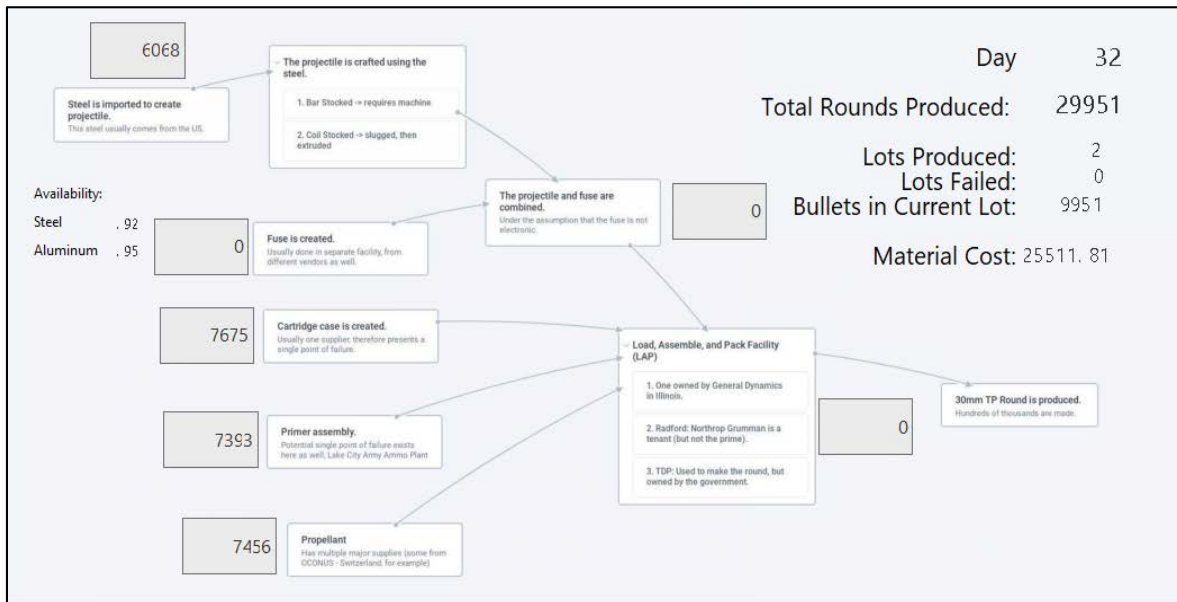 6068
Steel is imported to create
projectile.
This steel usually comes from the US.
The projectile is crafted using the
steel.
1. Bar Stocked -> requires machine
2. Coil Stocked -> slugged, then
extruded
Day 32
Total Rounds Produced: 29951
Lots Produced: 2
Lots Failed: 0
Bullets in Current Lot: 9951
Material Cost: 25511.81
Availability:
Steel .92
Aluminum .95
0
Fuse is created.
Usually done in separate facility, from
different vendors as well.
The projectile and fuse are
combined.
Under the assumption that the fuse is not
electronic.
0
7675
Cartridge case is created.
Usually one supplier, therefore presents a
single point of failure.
7393
Primer assembly.
Potential single point of failure exists
here as well, Lake City Army Ammo Plant
7456
Propellant
Has multiple major supplies (some from
OCONUS - Switzerland, for example)
Load, Assemble, and Pack Facility
(LAP)
1. One owned by General Dynamics
in Illinois.
2. Radford: Northrop Grumman is a
tenant (but not the prime).
3. TDP: Used to make the round, but
owned by the government.
0
30mm TP Round is produced.
Hundreds of thousands are made.